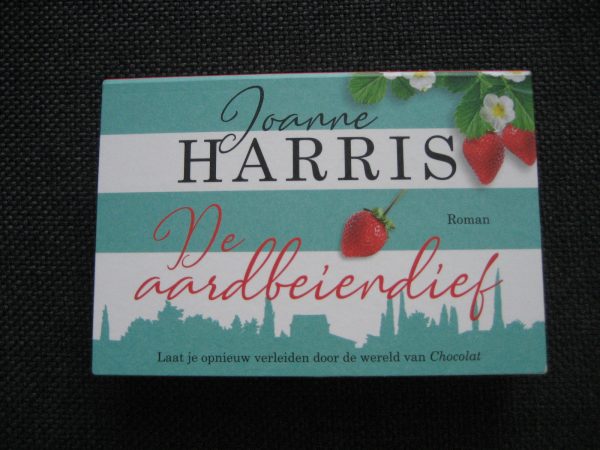 Joanne
HARRIS
De
Roman
aardbeiendief
Laat je opnieuw verleiden door de wereld van Chocolat